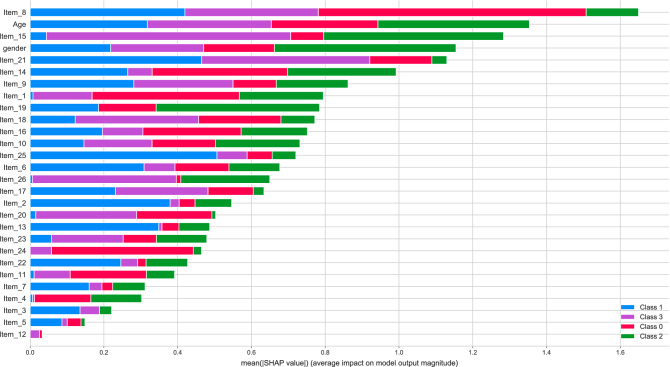 Item_8
Age
Item_15
gender
Item_21
Item_14
Item_9
Item_1
Item_19
Item_18
Item_16
Item_10
Item_25
Item_6
Item_26
Item_17
Item_2
Item_20
Item_13
Item_23
Item_24
Item_22
Item_11
Item_7
Item_4
Item_3
Item_5
Item_12
Class 1
Class 3
Class 0
Class 2
0.0 0.2 0.4 0.6 0.8 1.0 1.2 1.4 1.6
mean(|SHAP value|) (average impact on model output magnitude)